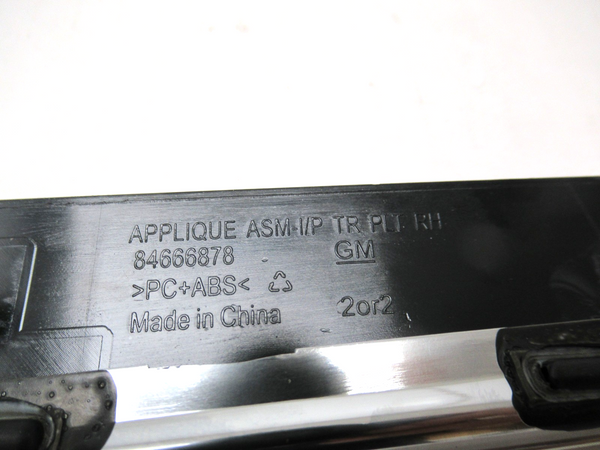 APPLIQUE ASM-I/P TR PLT RH
84666878 GM
>PC+ABS<
Made in China 2or2